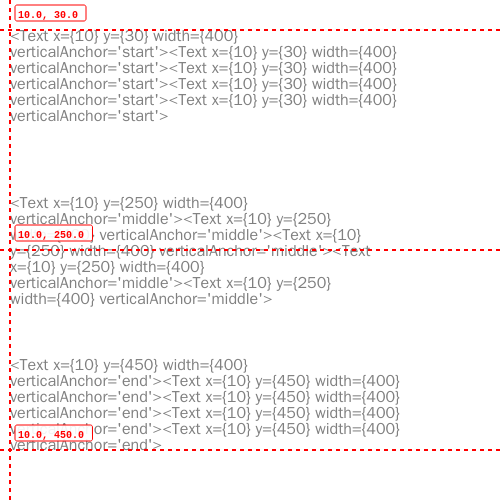 10.0, 30.0
<Text x={10} y={30} width={400}
verticalAnchor='start'><Text x={10} y={30} width={400}
verticalAnchor='start'><Text x={10} y={30} width={400}
verticalAnchor='start'><Text x={10} y={30} width={400}
verticalAnchor='start'><Text x={10} y={30} width={400}
verticalAnchor='start'>
<Text x={10} y={250} width={400}
verticalAnchor='middle'><Text x={10} y={250}
10.0, 250.0
} verticalAnchor='middle'><Text x={10}
y={250} width={400} verticalAnchor='middle'><Text
x={10} y={250} width={400}
verticalAnchor='middle'><Text x={10} y={250}
width={400} verticalAnchor='middle'>
<Text x={10} y={450} width={400}
verticalAnchor='end'><Text x={10} y={450} width={400}
verticalAnchor='end'><Text x={10} y={450} width={400}
verticalAnchor='end'><Text x={10} y={450} width={400}
10.0, 450.0
'end'><Text x={10} y={450} width={400}
verticalAnchor='end'>